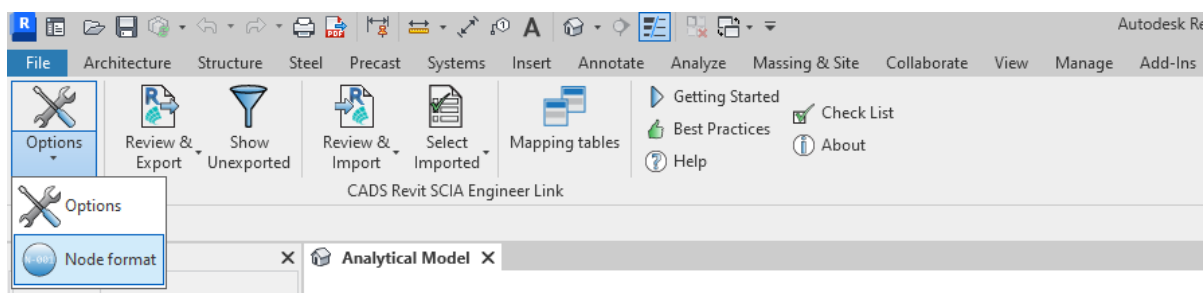 Autodesk Re
File Architecture Structure Steel Precast Systems Insert Annotate Analyze Massing & Site Collaborate View Manage Add-Ins
Options
Review &
Export
Show
Unexported
Review &
Import
Select
Imported
Mapping tables
Getting Started
Best Practices
Help
Check List
About
CADS Revit SCIA Engineer Link
Options
Node format
Analytical Model